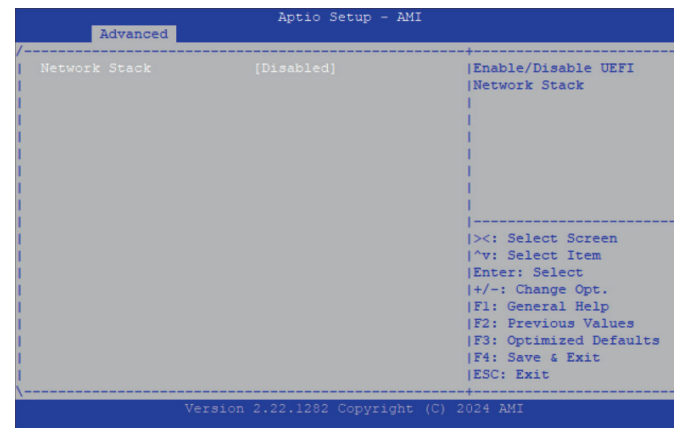 Aptio Setup - AMI
Advanced
Network Stack [Disabled] |Enable/Disable UEFI
|Network Stack
|><: Select Screen
|^v: Select Item
|Enter: Select
|+/-: Change Opt.
|F1: General Help
|F2: Previous Values
|F3: Optimized Defaults
|F4: Save & Exit
|ESC: Exit
Version 2.22.1282 Copyright (C) 2024 AMI